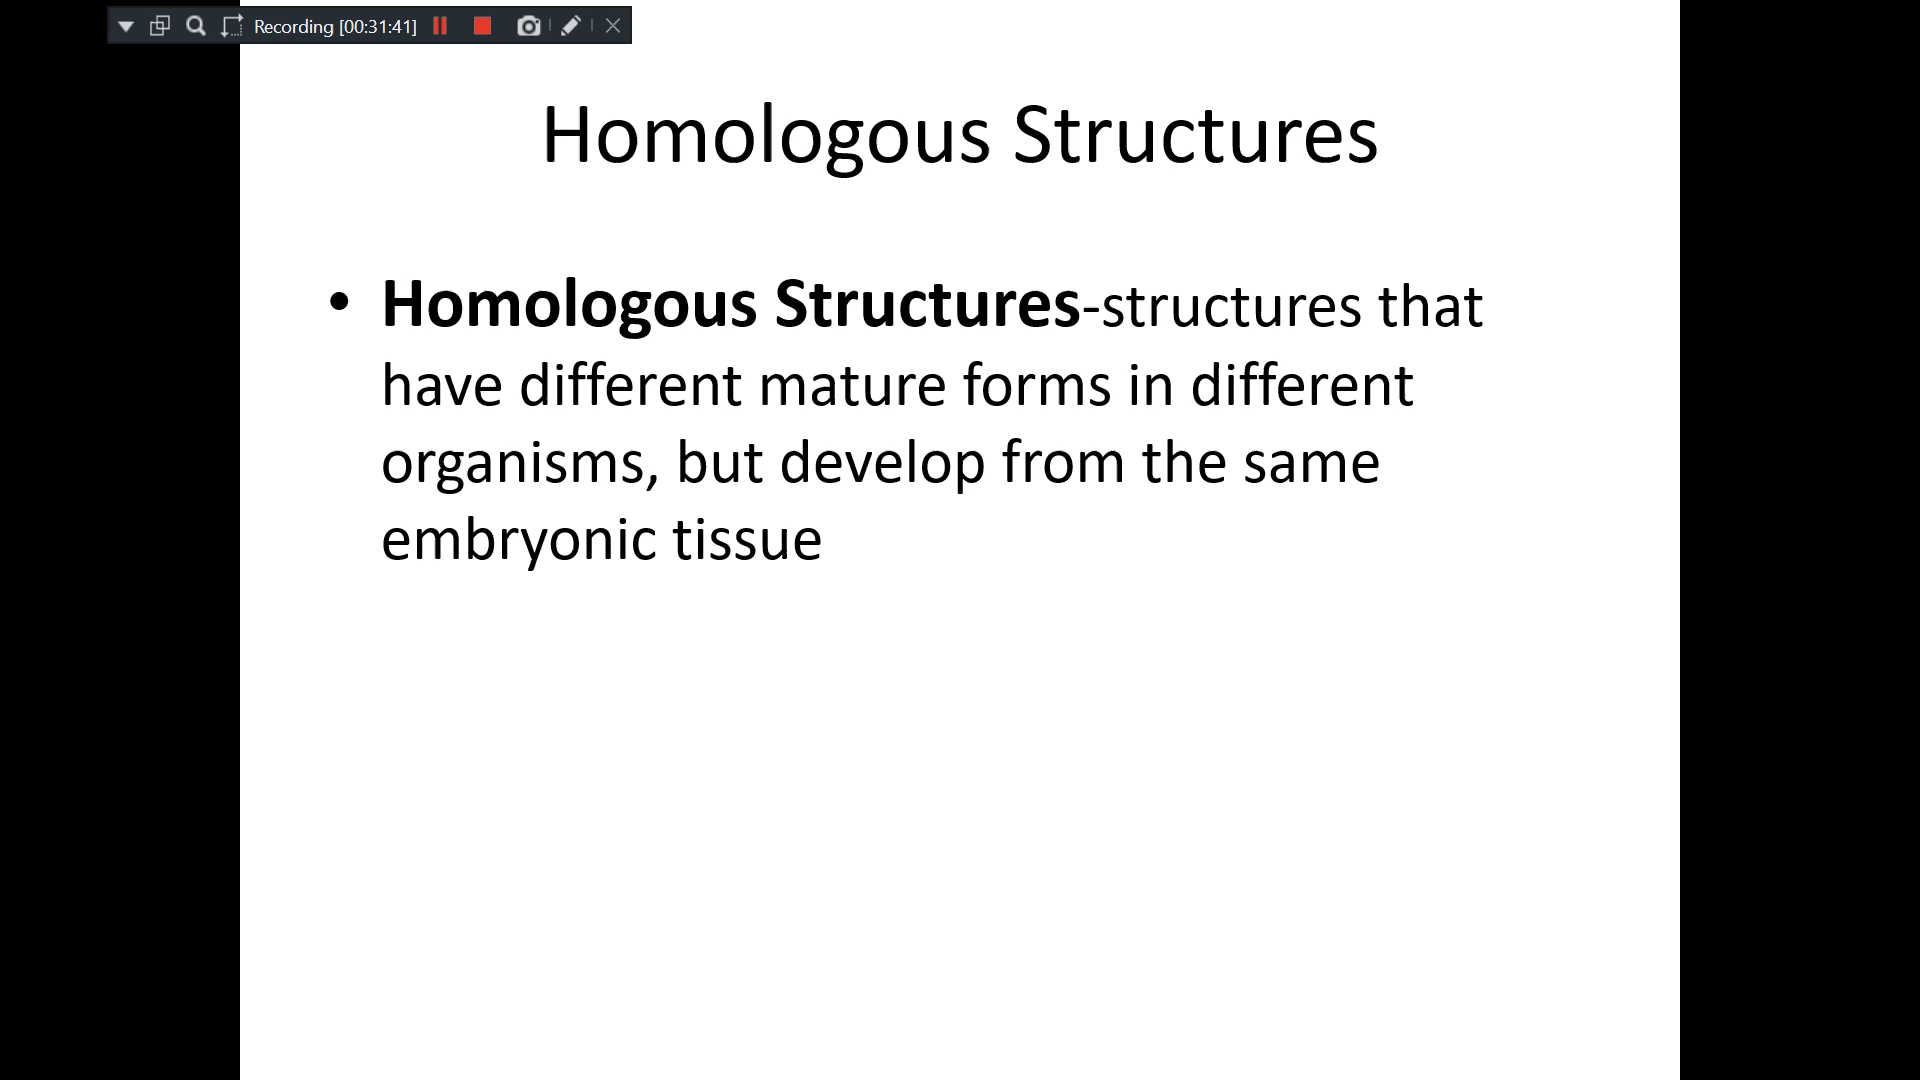 Recording [00:31:41]
Homologous Structures
• Homologous Structures-structures that
have different mature forms in different
organisms, but develop from the same
embryonic tissue